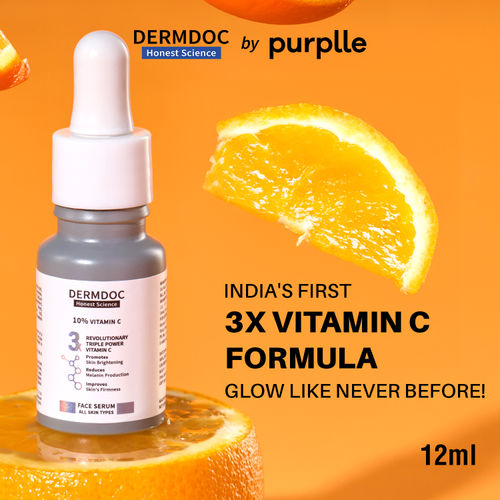 DERMDOC
Honest Science
by purplle
DERMDOC
Honest Science
10% VITAMIN C
3x
REVOLUTIONARY
TRIPLE POWER
VITAMIN C
Promotes
Skin Brightening
Reduces
Melanin Production
Improves
Skin's Firmness
FACE SERUM
ALL SKIN TYPES
INDIA'S FIRST
3X VITAMIN C
FORMULA
GLOW LIKE NEVER BEFORE!
12ml